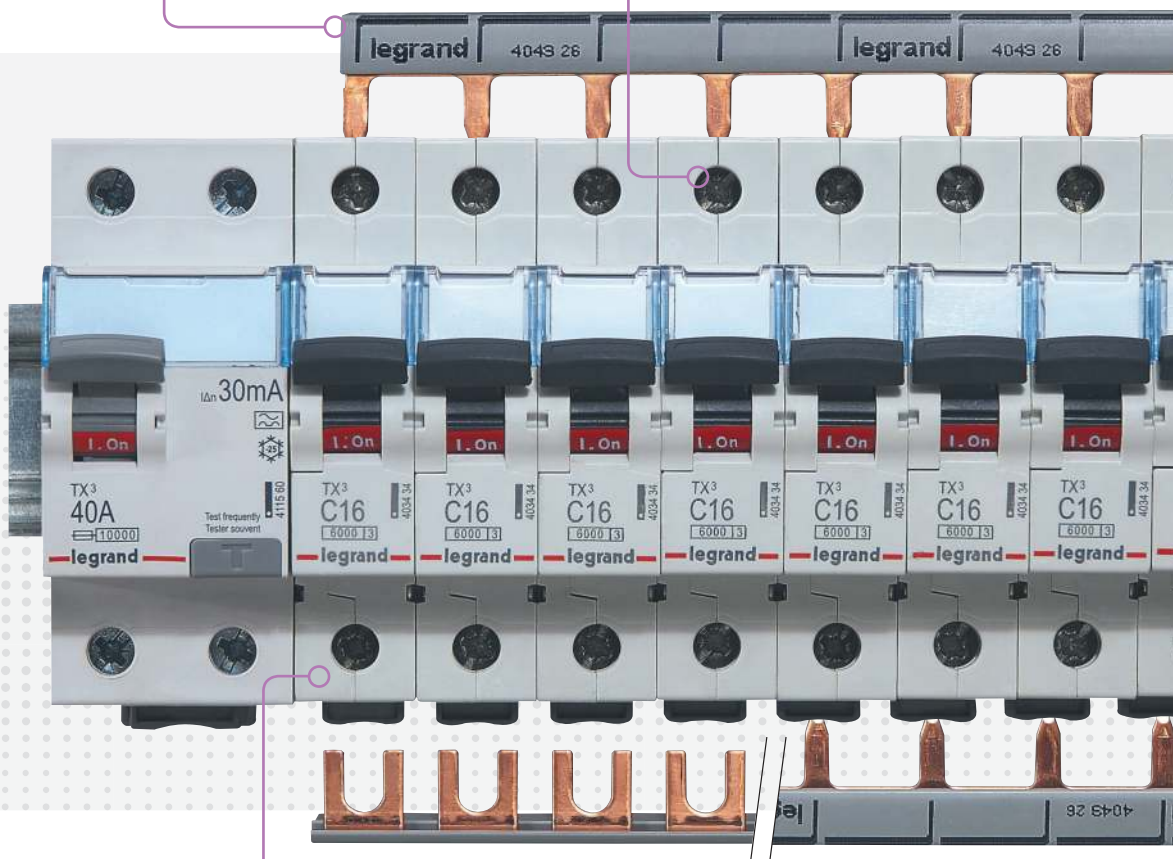 legrand 4043 26 legrand 4043 26
IΔn 30mA
-25
I.On I.On I.On I.On I.On I.On I.On I.On
TX³
40A
10000
Test frequently
Tester souvent
4115 60
T
legrand
TX³
C16
6000 3
4034 34
legrand
TX³
C16
6000 3
4034 34
legrand
TX³
C16
6000 3
4034 34
legrand
TX³
C16
6000 3
4034 34
legrand
TX³
C16
6000 3
4034 34
legrand
TX³
C16
6000 3
4034 34
legrand
TX³
C16
6000 3
4034 34
legrand
4043 26